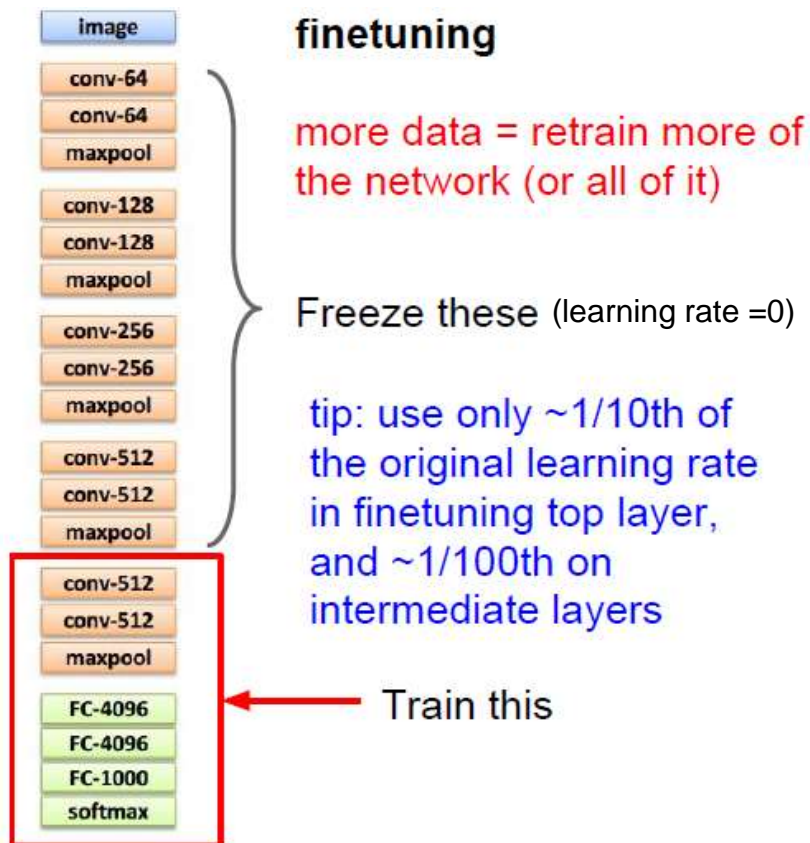 image
conv-64
conv-64
maxpool
conv-128
conv-128
maxpool
conv-256
conv-256
maxpool
conv-512
conv-512
maxpool
conv-512
conv-512
maxpool
FC-4096
FC-4096
FC-1000
softmax
finetuning
more data = retrain more of
the network (or all of it)
Freeze these (learning rate =0)
tip: use only ~1/10th of
the original learning rate
in finetuning top layer,
and ~1/100th on
intermediate layers
Train this